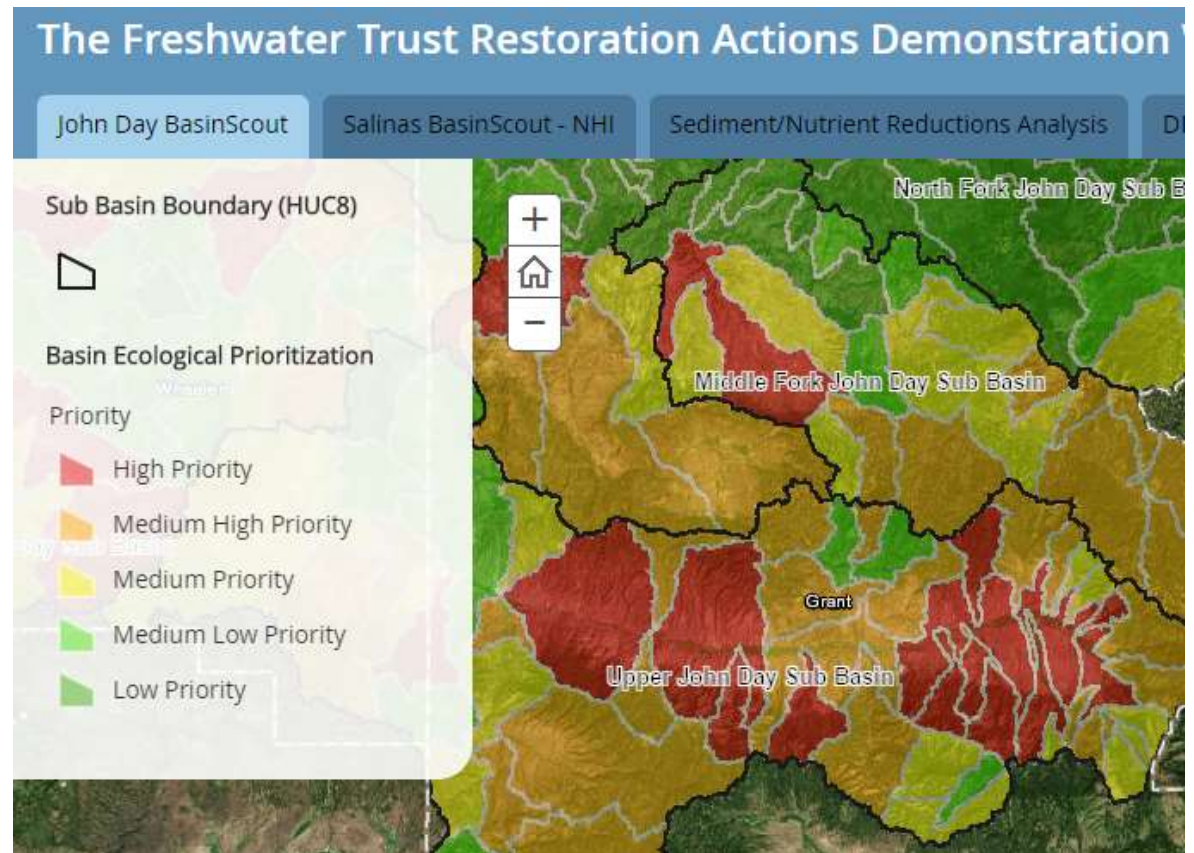 The Freshwater Trust Restoration Actions Demonstration
John Day BasinScout
Salinas BasinScout - NHI
Sediment/Nutrient Reductions Analysis
Sub Basin Boundary (HUC8)
Basin Ecological Prioritization
Wheeler
Priority
High Priority
Medium High Priority
Medium Priority
Medium Low Priority
Low Priority
+
−
North Fork John Day Sub B
Middle Fork John Day Sub Basin
Grant
Upper John Day Sub Basin